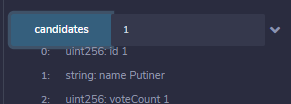 candidates 1
0: uint256: id 1
1: string: name Putiner
2: uint256: voteCount 1